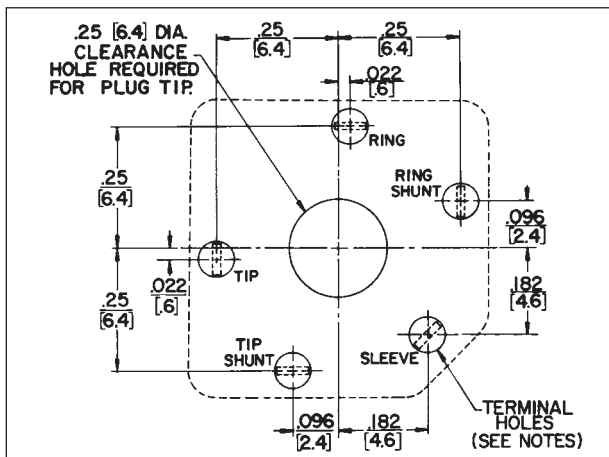 .25 [6.4] DIA.
CLEARANCE
HOLE REQUIRED
FOR PLUG TIP.
.25
[6.4]
.25
[6.4]
.022
[.6]
RING
.25
[6.4]
RING
SHUNT
.096
[2.4]
TIP
.022
[.6]
.182
[4.6]
.25
[6.4]
TIP
SHUNT
SLEEVE
.096
[2.4]
.182
[4.6]
TERMINAL
HOLES
(SEE NOTES)